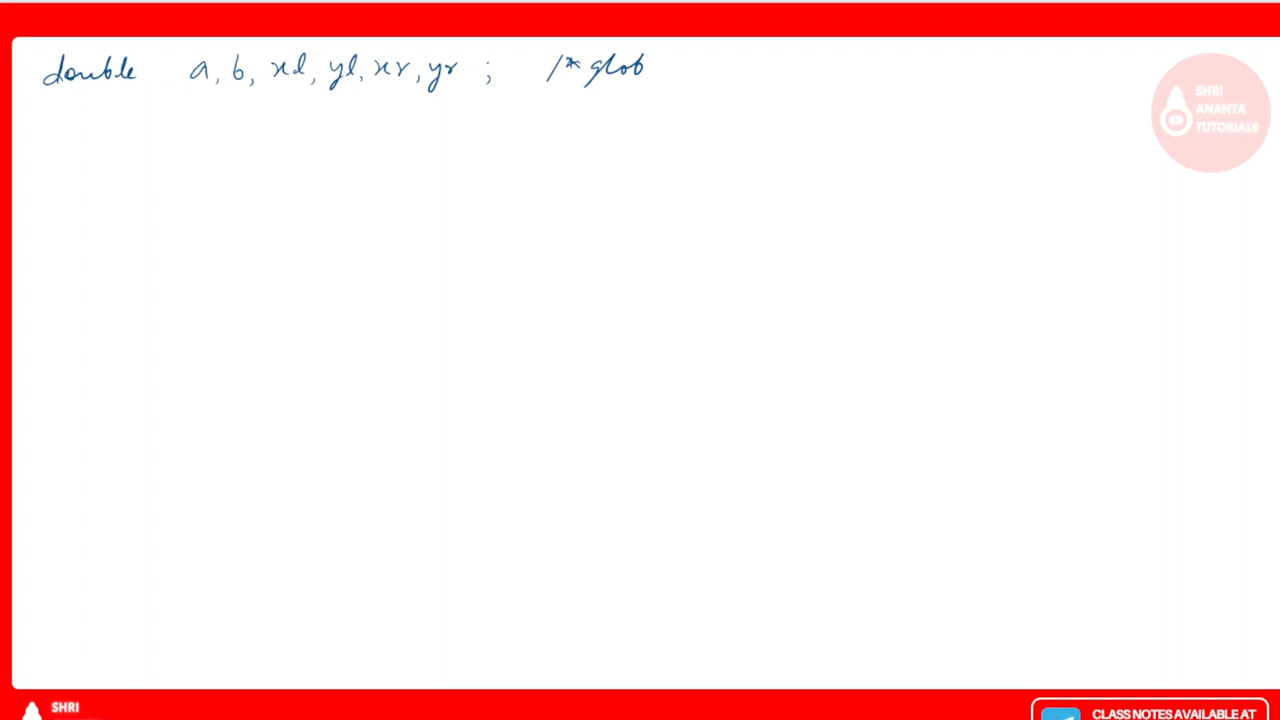 double a, b, xl, yl, xr, yr ; /* glob
SHRI
ANANTA
TUTORIALS
SHRI
CLASS NOTES AVAILABLE AT